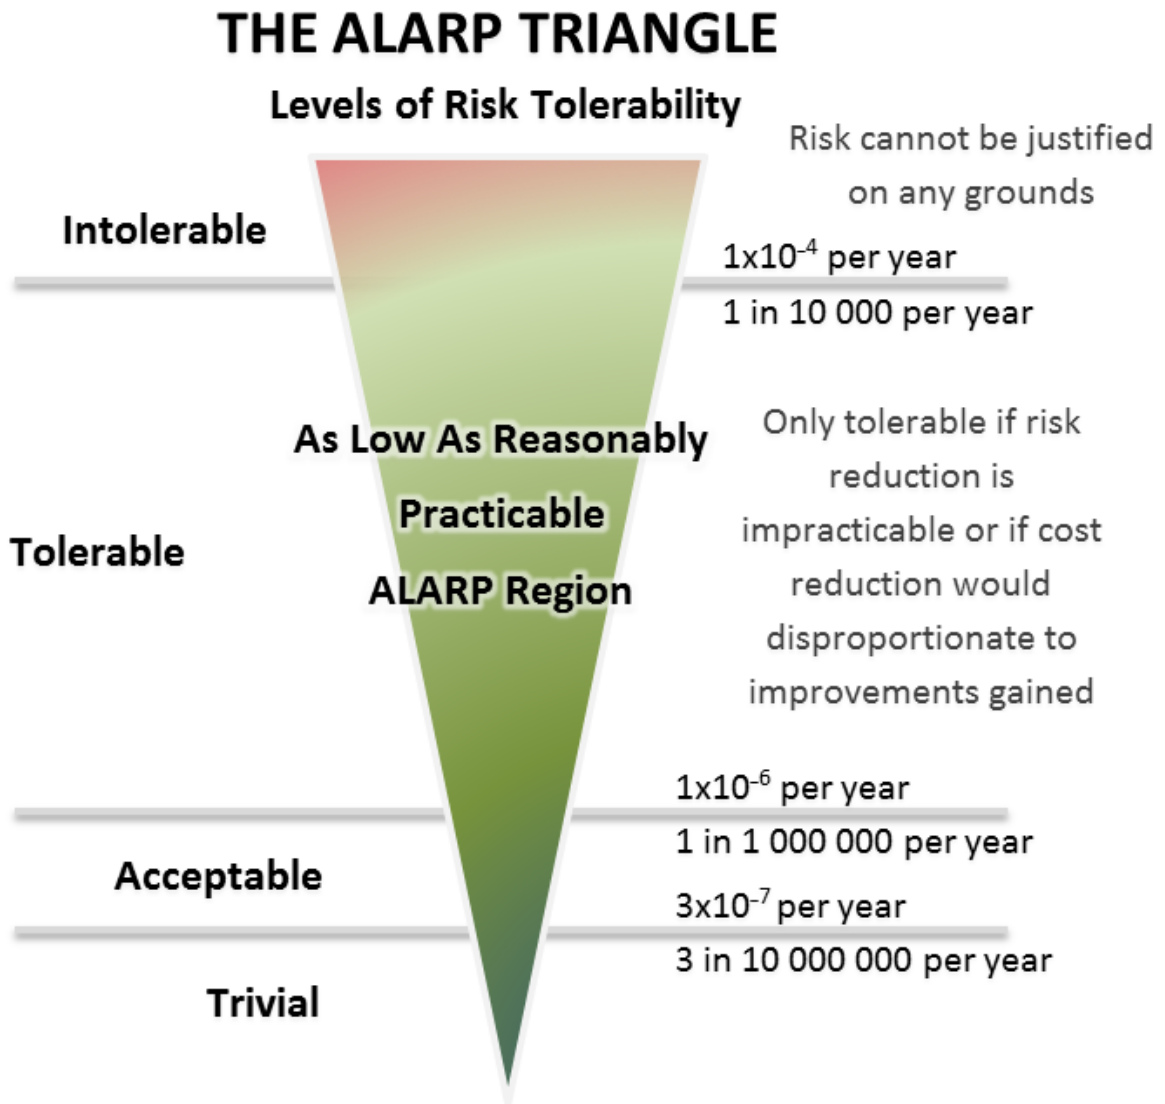 THE ALARP TRIANGLE
Levels of Risk Tolerability
Risk cannot be justified
on any grounds
Intolerable
1x10⁻⁴ per year
1 in 10 000 per year
As Low As Reasonably
Practicable
ALARP Region
Tolerable
Only tolerable if risk
reduction is
impracticable or if cost
reduction would
disproportionate to
improvements gained
1x10⁻⁶ per year
1 in 1 000 000 per year
Acceptable
3x10⁻⁷ per year
3 in 10 000 000 per year
Trivial